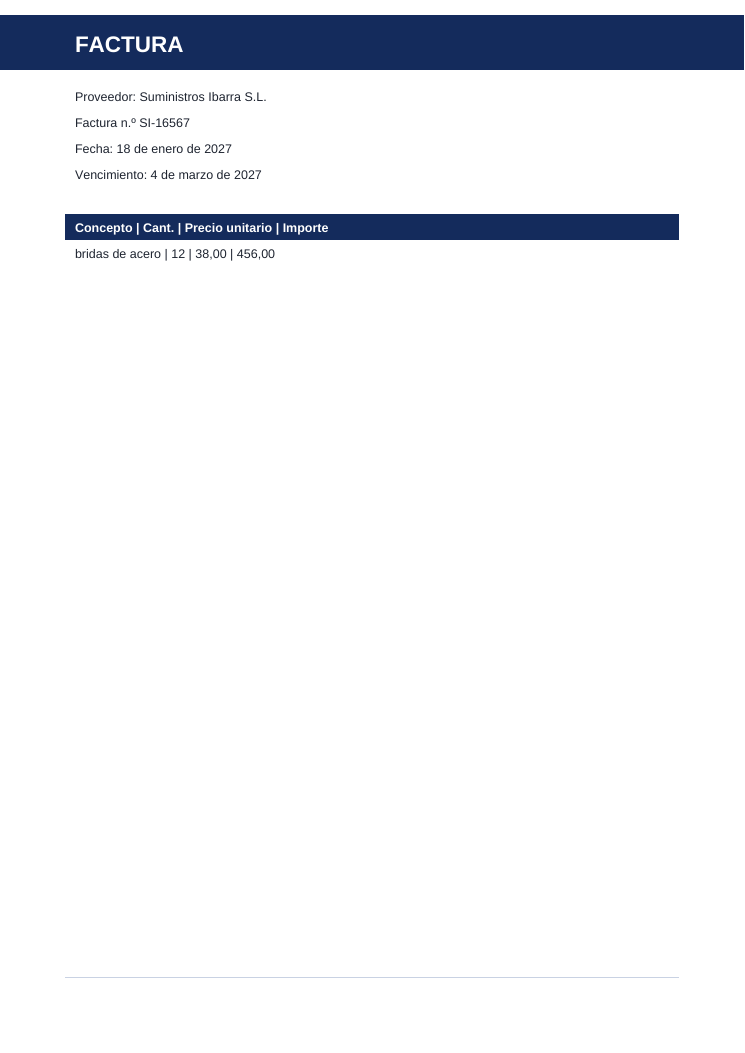 FACTURA
Proveedor: Suministros Ibarra S.L.
Factura n.º SI-16567
Fecha: 18 de enero de 2027
Vencimiento: 4 de marzo de 2027
Concepto | Cant. | Precio unitario | Importe
bridas de acero | 12 | 38,00 | 456,00